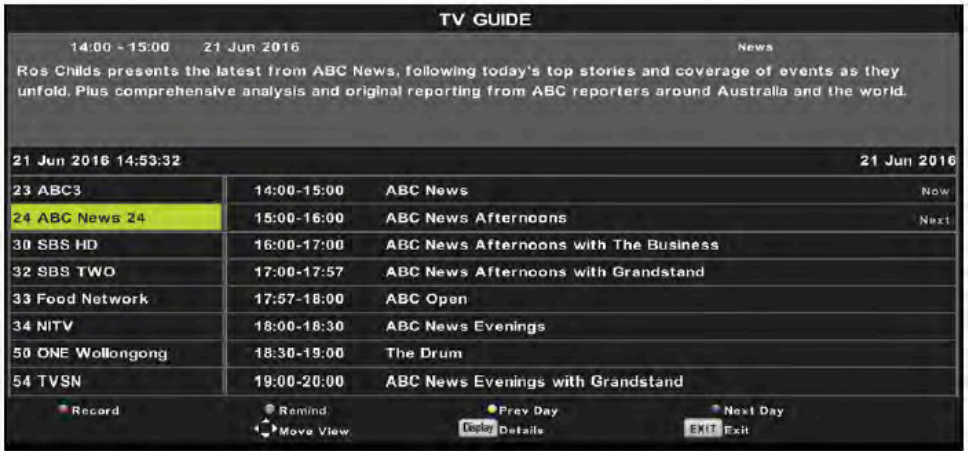 TV GUIDE
14:00 - 15:00 21 Jun 2016 News
Ros Childs presents the latest from ABC News, following today's top stories and coverage of events as they
unfold. Plus comprehensive analysis and original reporting from ABC reporters around Australia and the world.
21 Jun 2016 14:53:32 21 Jun 2016
23 ABC3 14:00-15:00 ABC News Now
24 ABC News 24 15:00-16:00 ABC News Afternoons Next
30 SBS HD 16:00-17:00 ABC News Afternoons with The Business
32 SBS TWO 17:00-17:57 ABC News Afternoons with Grandstand
33 Food Network 17:57-18:00 ABC Open
34 NITV 18:00-18:30 ABC News Evenings
50 ONE Wollongong 18:30-19:00 The Drum
54 TVSN 19:00-20:00 ABC News Evenings with Grandstand
Record Remind Prev Day Next Day
Move View Display Details EXIT Exit